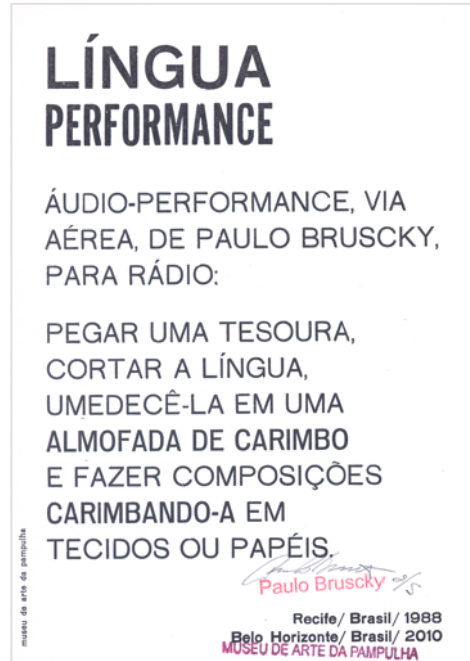 LÍNGUA
PERFORMANCE
ÁUDIO-PERFORMANCE, VIA
AÉREA, DE PAULO BRUSCKY,
PARA RÁDIO:
PEGAR UMA TESOURA,
CORTAR A LÍNGUA,
UMEDECÊ-LA EM UMA
ALMOFADA DE CARIMBO
E FAZER COMPOSIÇÕES
CARIMBANDO-A EM
TECIDOS OU PAPÉIS.
Paulo Bruscky 2/5
Recife/ Brasil/ 1988
Belo Horizonte/ Brasil/ 2010
MUSEU DE ARTE DA PAMPULHA
museu de arte da pampulha